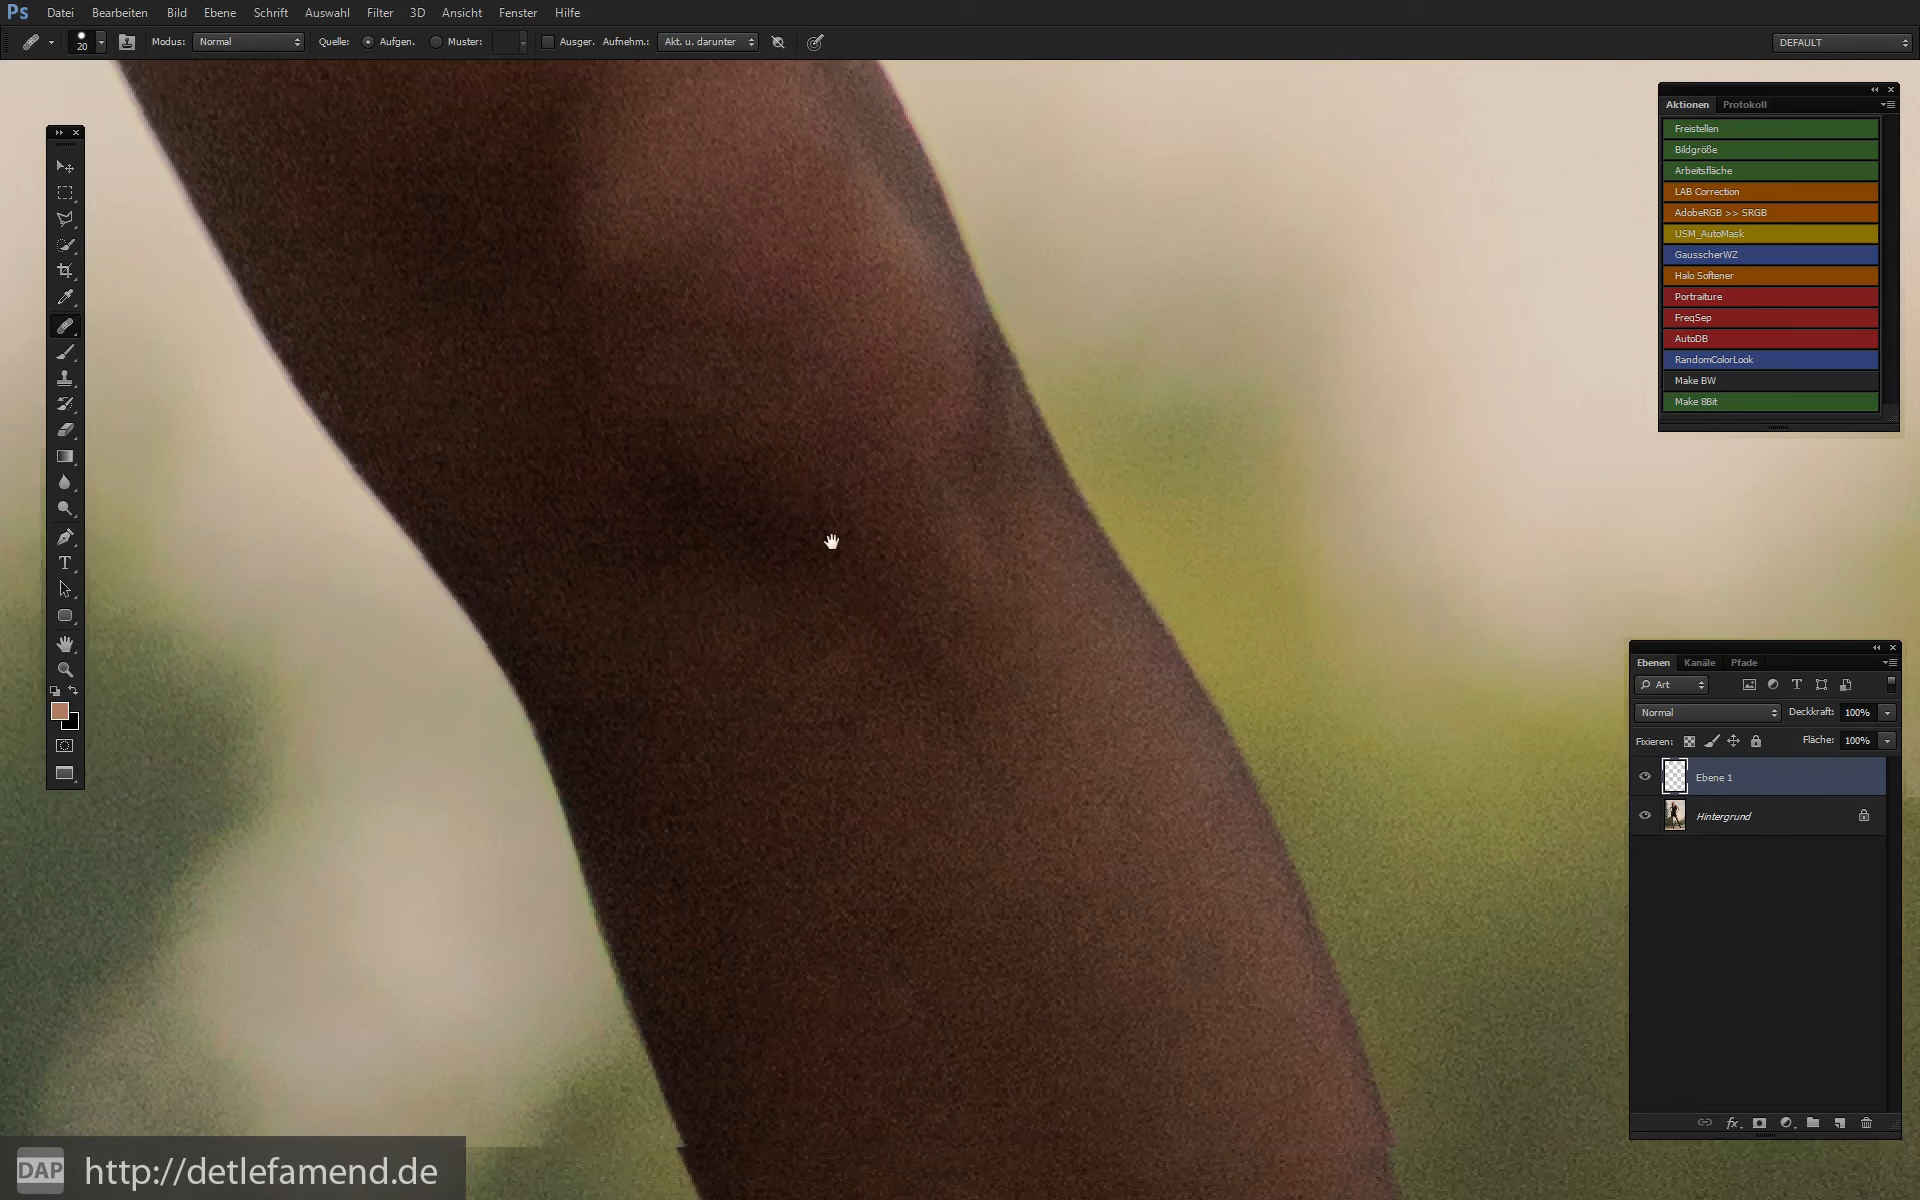 Ps Datei Bearbeiten Bild Ebene Schrift Auswahl Filter 3D Ansicht Fenster Hilfe
20 Modus: Normal Quelle: Aufgen. Muster: Ausger. Aufnehm.: Akt. u. darunter DEFAULT
Aktionen Protokoll
Freistellen
Bildgröße
Arbeitsfläche
LAB Correction
AdobeRGB >> SRGB
USM_AutoMask
GausscherWZ
Halo Softener
Portraiture
FreqSep
AutoDB
RandomColorLook
Make BW
Make 8Bit
Ebenen Kanäle Pfade
Art
Normal Deckkraft: 100%
Fixieren: Fläche: 100%
Ebene 1
Hintergrund
fx
DAP http://detlefamend.de